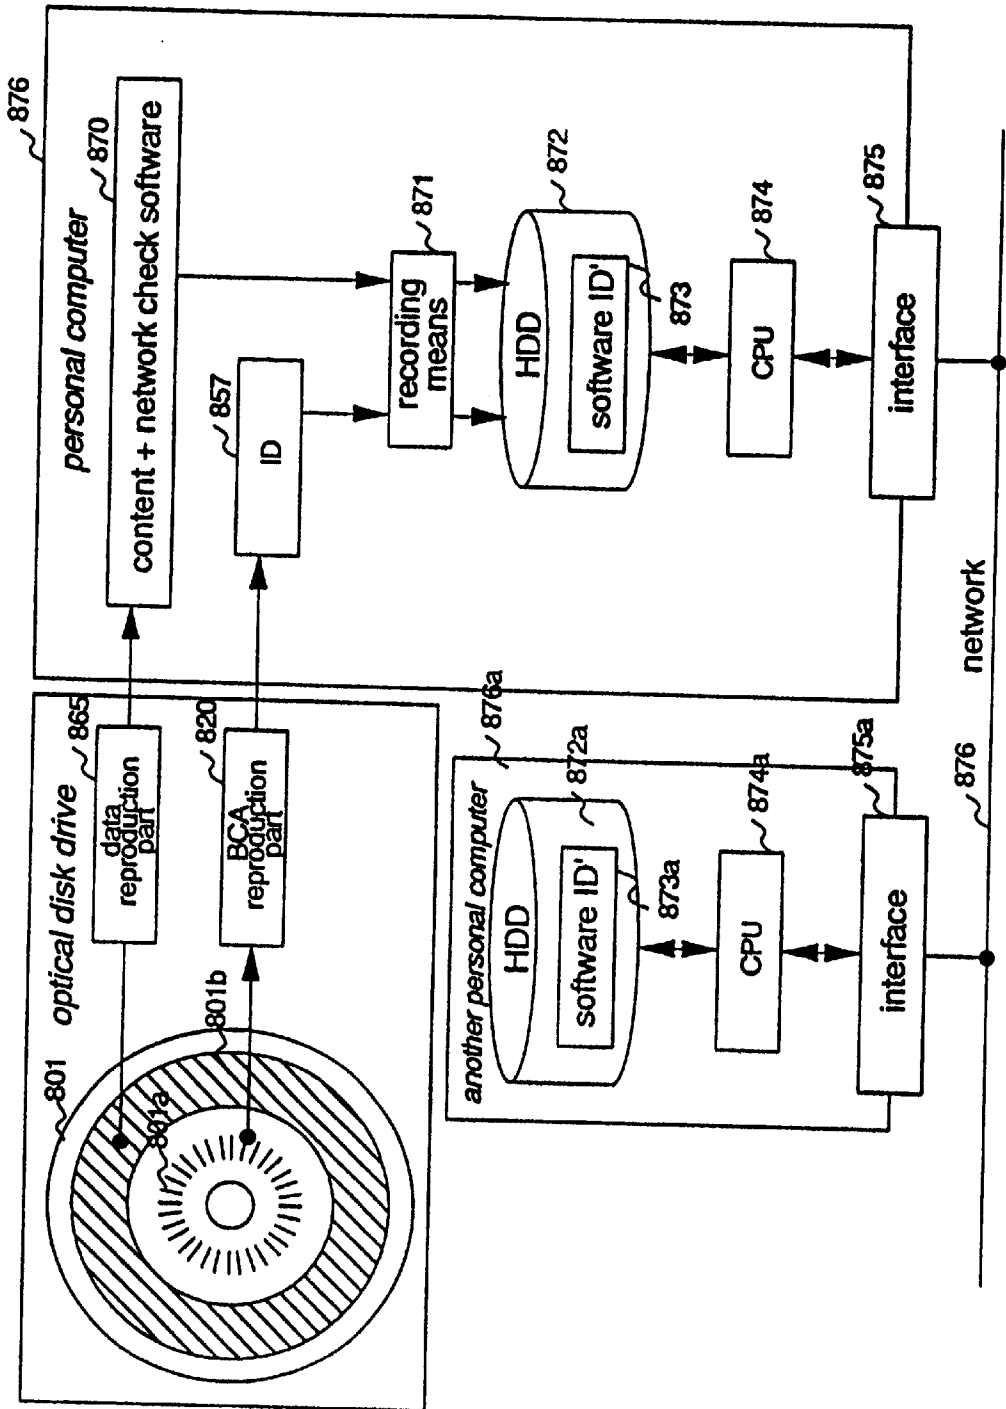 876
personal computer
870
content + network check software
857
ID
871
recording
means
872
HDD
software ID'
873
874
CPU
875
interface
optical disk drive
865
data
reproduction
part
820
BCA
reproduction
part
801
801b
801a
876a
another personal computer
872a
HDD
software ID'
873a
874a
CPU
875a
interface
876
network